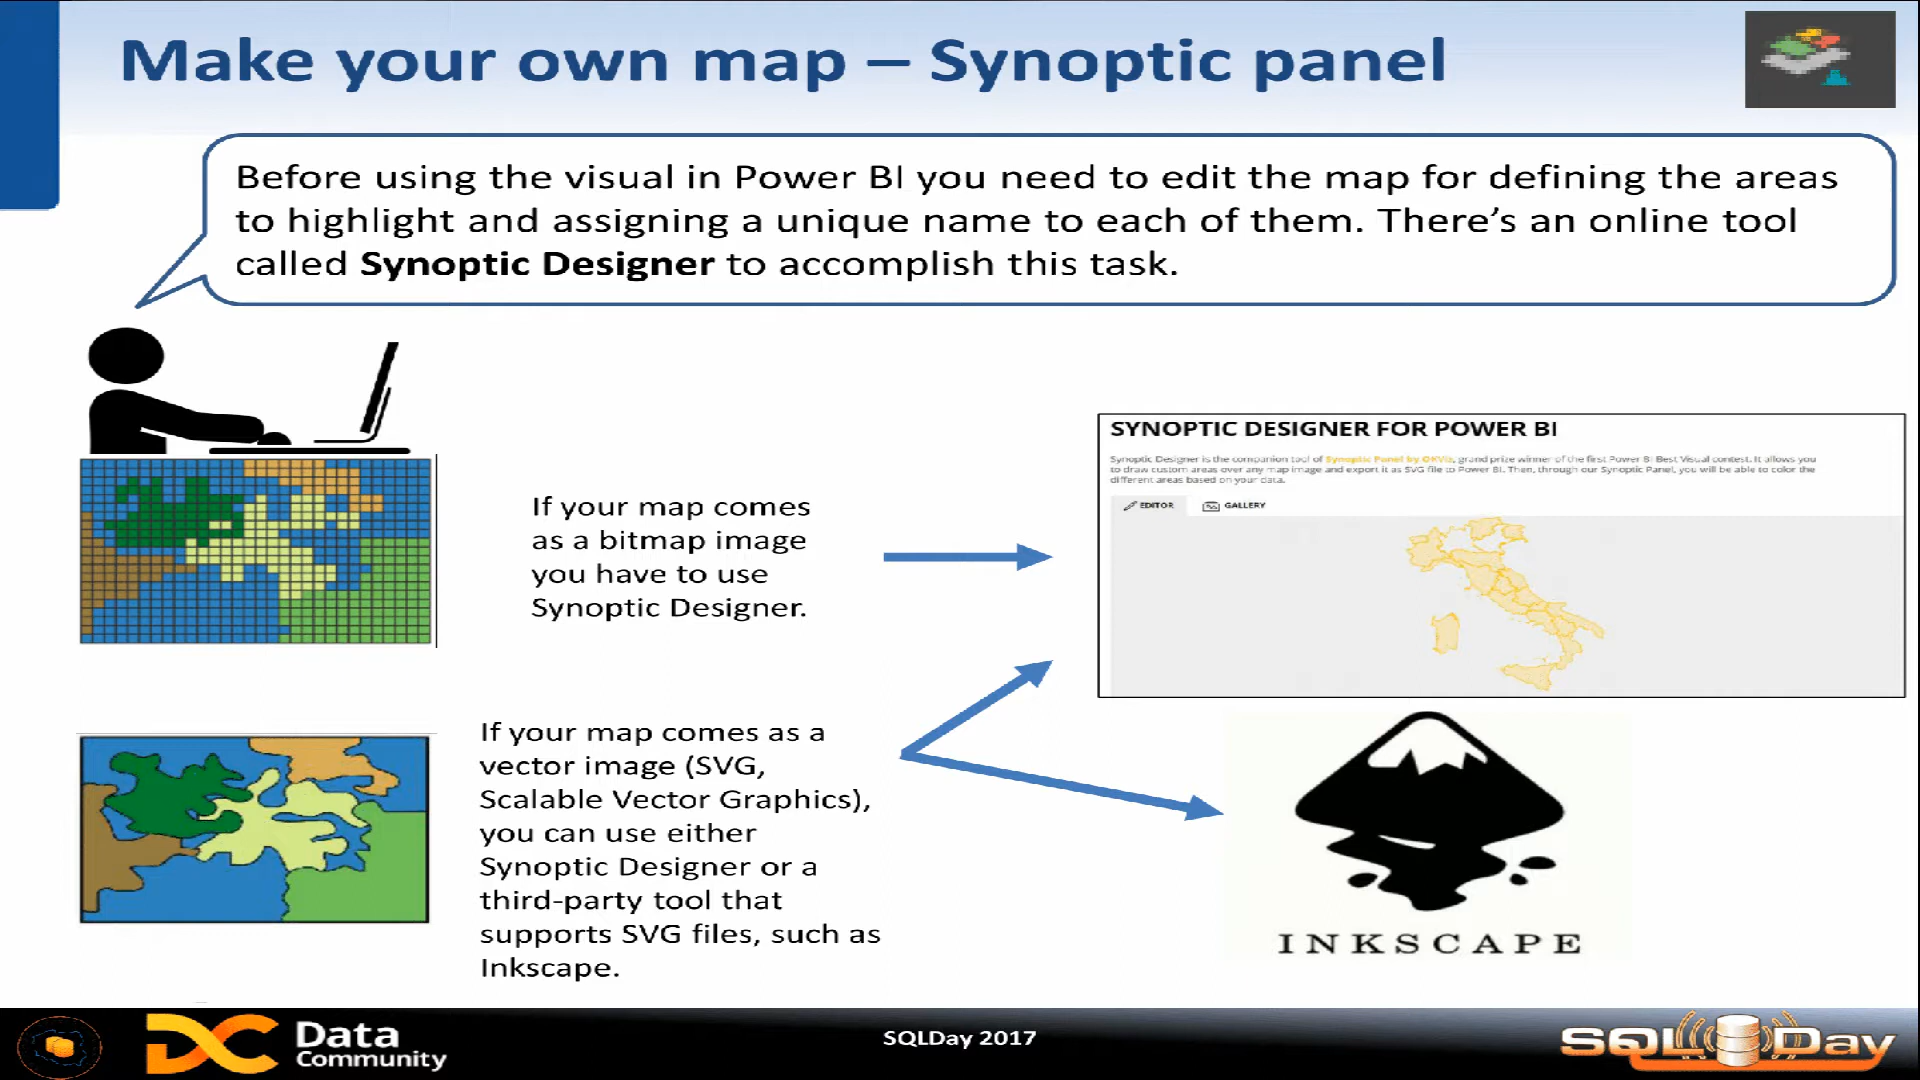 Make your own map – Synoptic panel
Before using the visual in Power BI you need to edit the map for defining the areas
to highlight and assigning a unique name to each of them. There's an online tool
called Synoptic Designer to accomplish this task.
SYNOPTIC DESIGNER FOR POWER BI
Synoptic Designer is the companion tool of Synoptic Panel by OKViz, grand prize winner of the first Power BI Best Visual contest. It allows you
to draw custom areas over any map image and export it as SVG file to Power BI. Then, through our Synoptic Panel, you will be able to color the
different areas based on your data.
EDITOR GALLERY
If your map comes
as a bitmap image
you have to use
Synoptic Designer.
If your map comes as a
vector image (SVG,
Scalable Vector Graphics),
you can use either
Synoptic Designer or a
third-party tool that
supports SVG files, such as
Inkscape.
INKSCAPE
DC Data
Community
SQLDay 2017
SQL Day